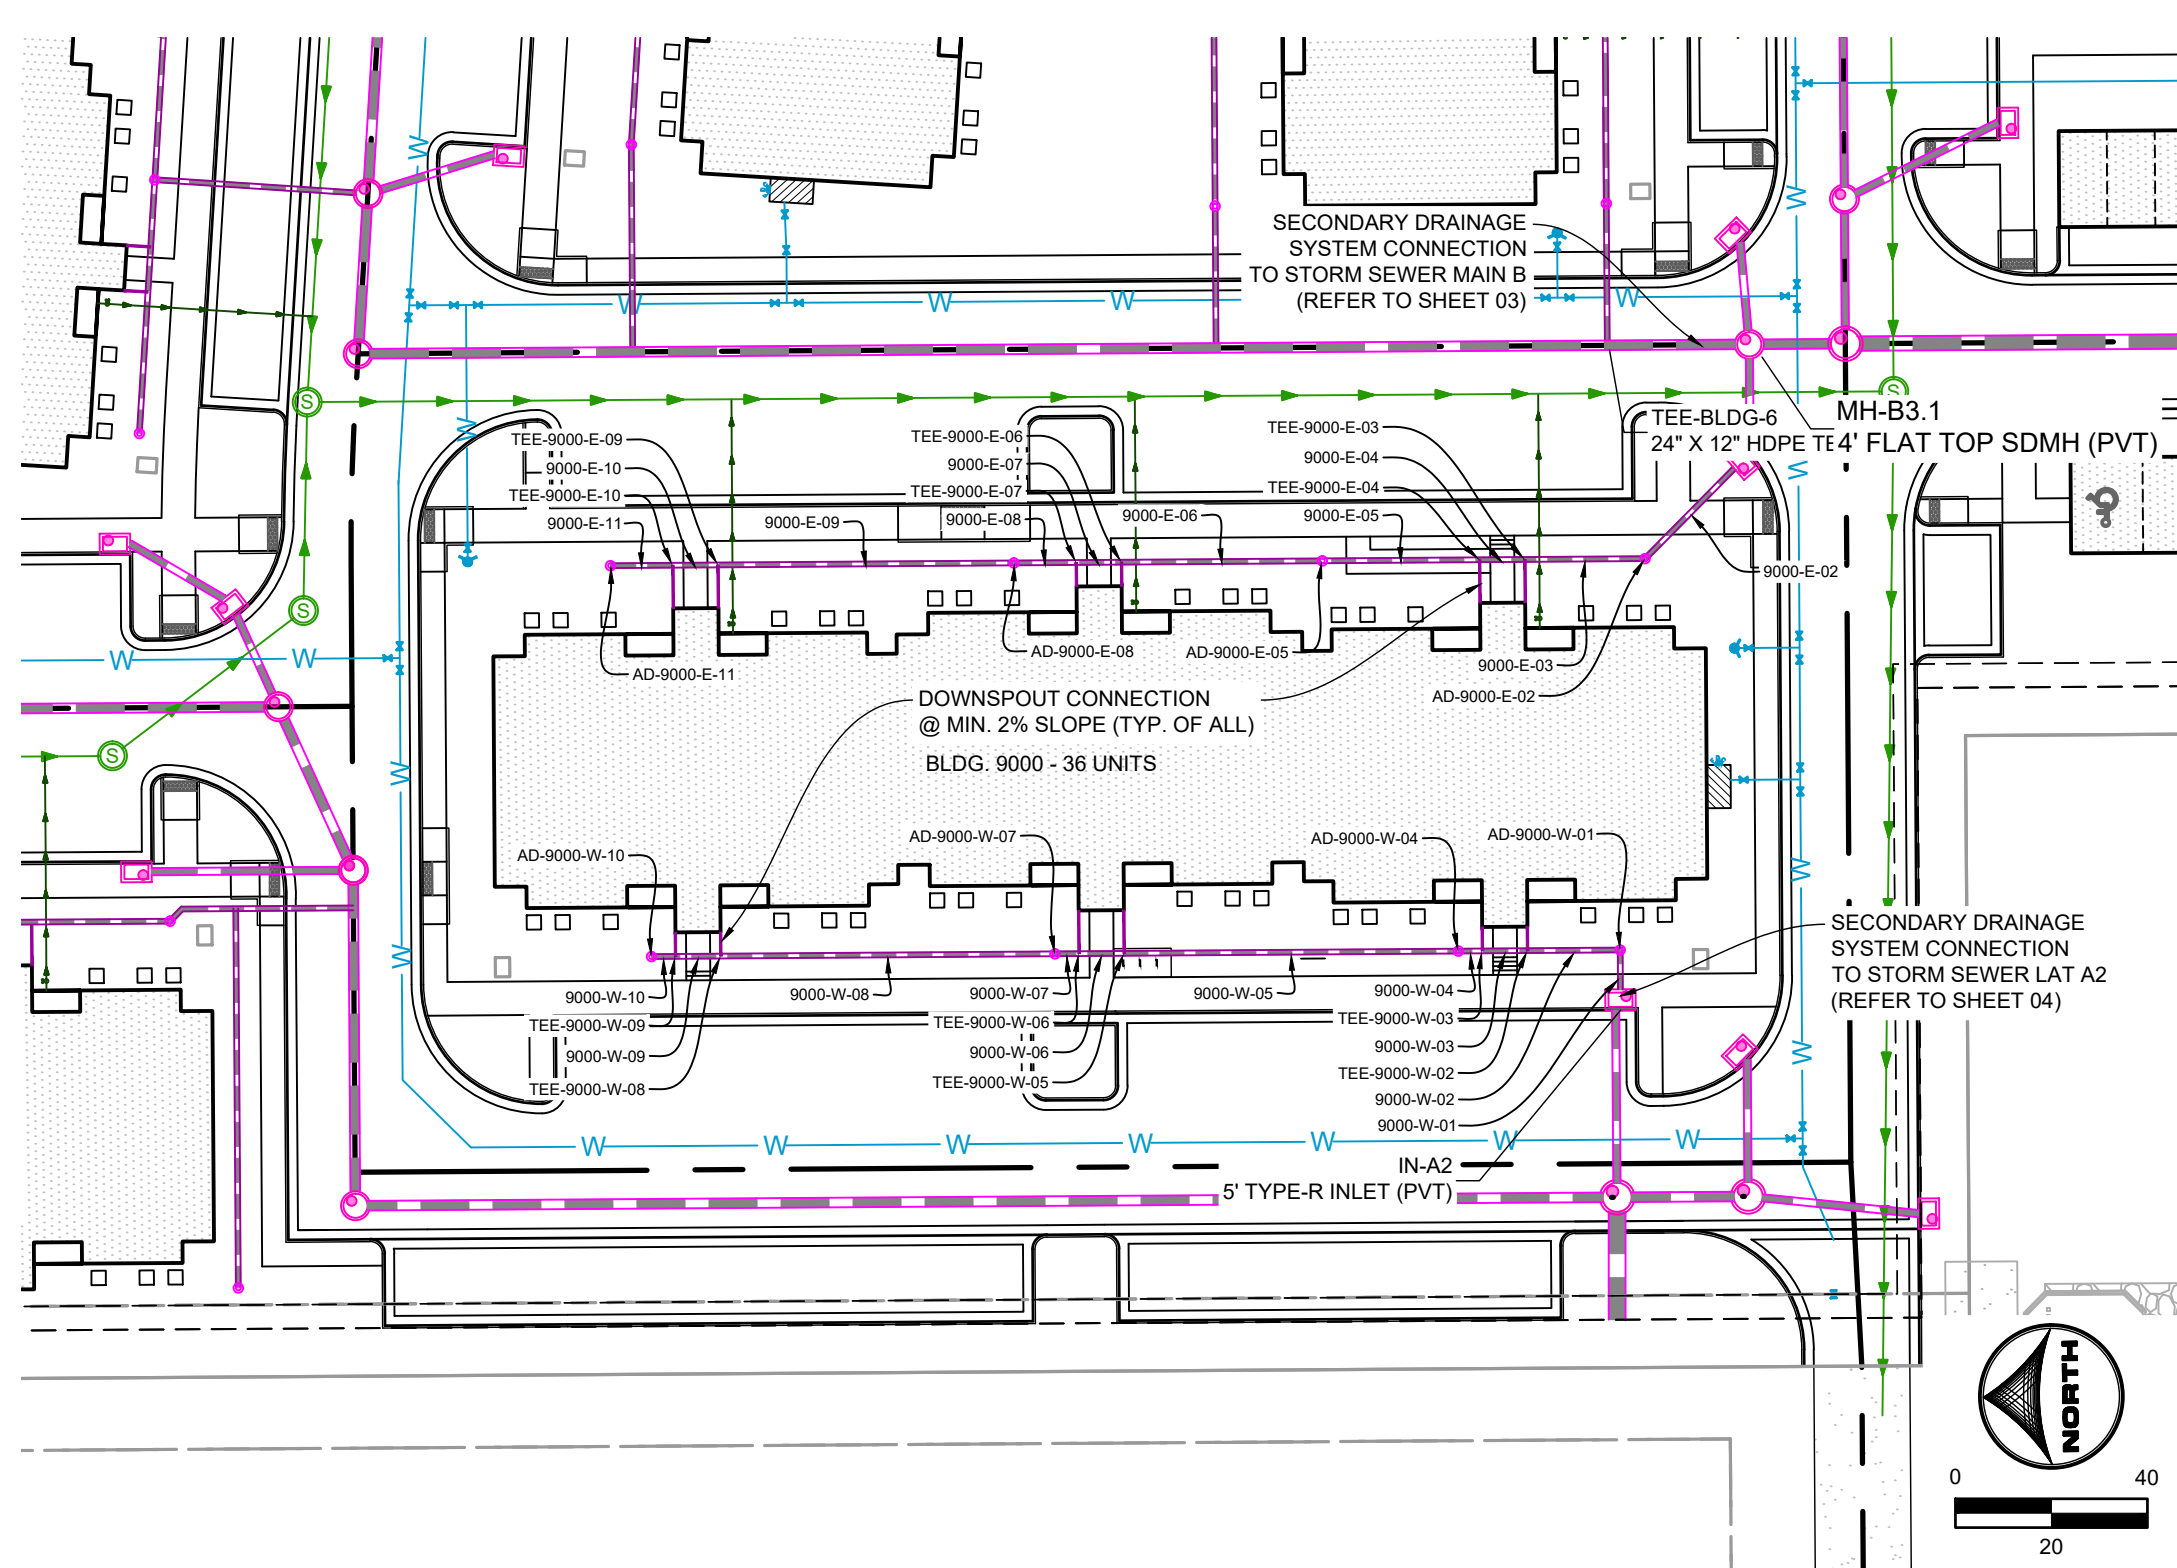 SECONDARY DRAINAGE
SYSTEM CONNECTION
TO STORM SEWER MAIN B
(REFER TO SHEET 03)
TEE-BLDG-6
24" X 12" HDPE TE
MH-B3.1
4' FLAT TOP SDMH (PVT)
TEE-9000-E-09
9000-E-10
TEE-9000-E-10
9000-E-11
9000-E-09
TEE-9000-E-06
9000-E-07
TEE-9000-E-07
9000-E-08
9000-E-06
TEE-9000-E-03
9000-E-04
TEE-9000-E-04
9000-E-05
9000-E-02
AD-9000-E-11
AD-9000-E-08
AD-9000-E-05
9000-E-03
AD-9000-E-02
DOWNSPOUT CONNECTION
@ MIN. 2% SLOPE (TYP. OF ALL)
BLDG. 9000 - 36 UNITS
AD-9000-W-10
AD-9000-W-07
AD-9000-W-04
AD-9000-W-01
SECONDARY DRAINAGE
SYSTEM CONNECTION
TO STORM SEWER LAT A2
(REFER TO SHEET 04)
9000-W-10
TEE-9000-W-09
9000-W-09
TEE-9000-W-08
9000-W-08
9000-W-07
TEE-9000-W-06
9000-W-06
TEE-9000-W-05
9000-W-05
9000-W-04
TEE-9000-W-03
9000-W-03
TEE-9000-W-02
9000-W-02
9000-W-01
IN-A2
5' TYPE-R INLET (PVT)
W W W W
W W
W W
W W
W W
W W
W W
W W W W W W W
S
S
S
S
NORTH
0 40
20